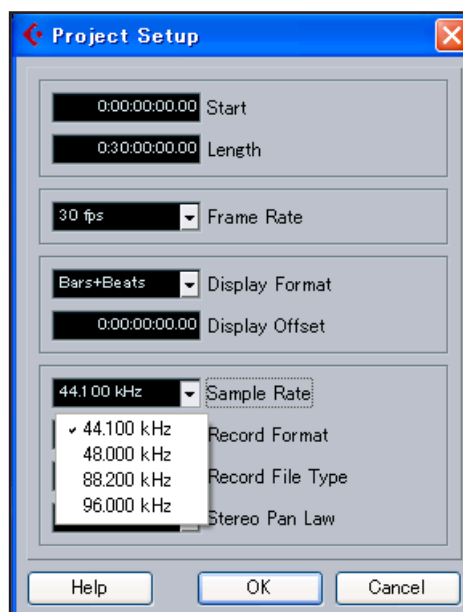 Project Setup
0:00:00:00.00 Start
0:30:00:00.00 Length
30 fps Frame Rate
Bars+Beats Display Format
0:00:00:00.00 Display Offset
44.100 kHz Sample Rate
✓ 44.100 kHz Record Format
48.000 kHz
88.200 kHz Record File Type
96.000 kHz Stereo Pan Law
Help OK Cancel